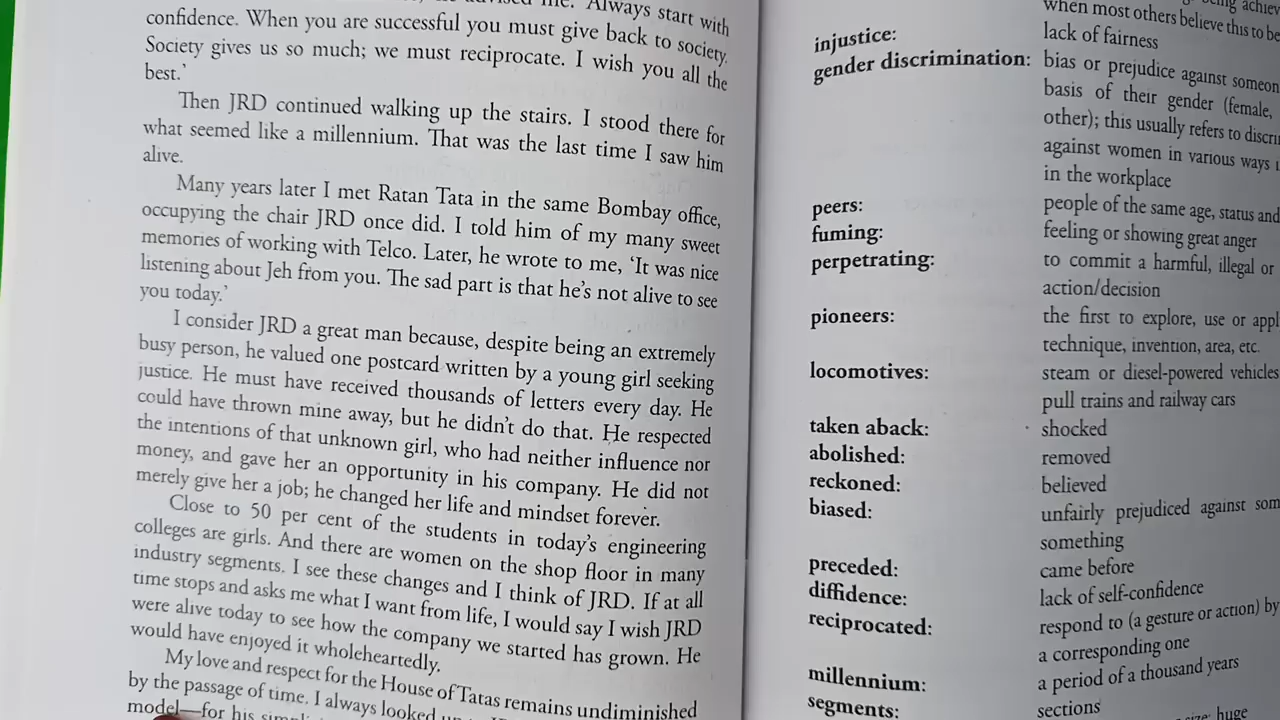 me. Always start with
confidence. When you are successful you must give back to society.
Society gives us so much; we must reciprocate. I wish you all the
best.'
Then JRD continued walking up the stairs. I stood there for
what seemed like a millennium. That was the last time I saw him
alive.
Many years later I met Ratan Tata in the same Bombay office,
occupying the chair JRD once did. I told him of my many sweet
memories of working with Telco. Later, he wrote to me, 'It was nice
listening about Jeh from you. The sad part is that he's not alive to see
you today.'
I consider JRD a great man because, despite being an extremely
busy person, he valued one postcard written by a young girl seeking
justice. He must have received thousands of letters every day. He
could have thrown mine away, but he didn't do that. He respected
the intentions of that unknown girl, who had neither influence nor
money, and gave her an opportunity in his company. He did not
merely give her a job; he changed her life and mindset forever.
Close to 50 per cent of the students in today's engineering
colleges are girls. And there are women on the shop floor in many
industry segments. I see these changes and I think of JRD. If at all
time stops and asks me what I want from life, I would say I wish JRD
were alive today to see how the company we started has grown. He
would have enjoyed it wholeheartedly.
My love and respect for the House of Tatas remains undiminished
by the passage of time. I always looked
model—for his
being
when most others believe this to be
injustice: lack of fairness
gender discrimination: bias or prejudice against
basis of their gender (female,
other); this usually refers to
against women in various ways
in the workplace
peers: people of the same age, status and
fuming: feeling or showing great anger
perpetrating: to commit a harmful, illegal or
action/decision
pioneers: the first to explore, use or
technique, invention, area, etc.
locomotives: steam or diesel-powered vehicles
pull trains and railway cars
taken aback: shocked
abolished: removed
reckoned: believed
biased: unfairly prejudiced against
something
preceded: came before
diffidence: lack of self-confidence
reciprocated: respond to (a gesture or action) by
a corresponding one
millennium: a period of a thousand years
segments: sections
huge